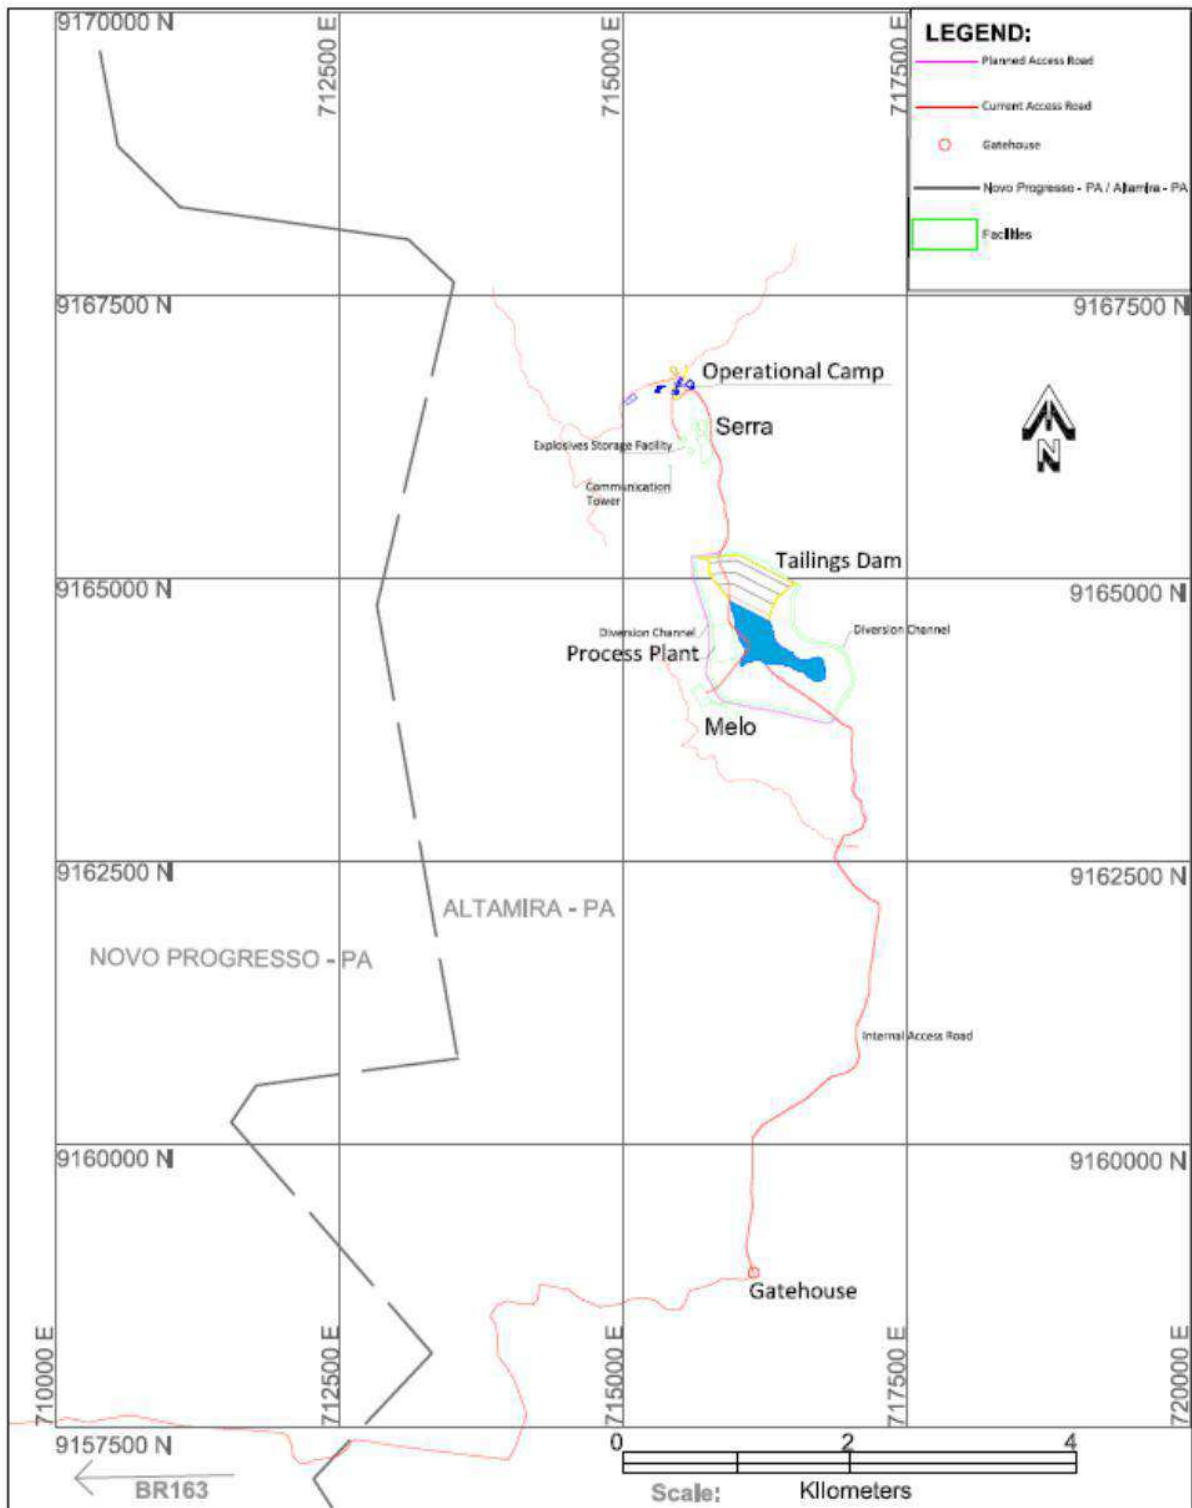 9170000 N
712500 E
715000 E
717500 E
LEGEND:
Planned Access Road
Current Access Road
Gatehouse
Novo Progresso - PA / Altamira - PA
Facilities
9167500 N
9167500 N
Operational Camp
Serra
Explosives Storage Facility
Communication
Tower
N
Tailings Dam
9165000 N
9165000 N
Diversion Channel
Diversion Channel
Process Plant
Melo
9162500 N
9162500 N
ALTAMIRA - PA
NOVO PROGRESSO - PA
Internal Access Road
9160000 N
9160000 N
Gatehouse
710000 E
712500 E
715000 E
717500 E
720000 E
9157500 N
0 2 4
BR163
Scale: Kilometers